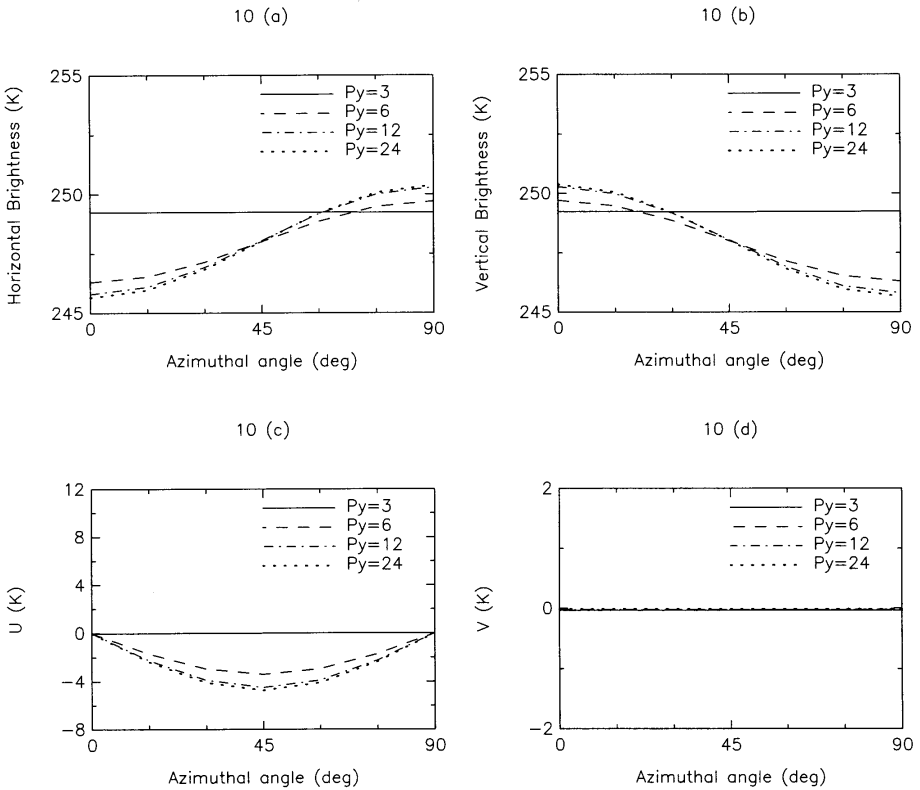 10 (a)
10 (b)
Horizontal Brightness (K)
255
250
245
Py=3
Py=6
Py=12
Py=24
0
45
90
Azimuthal angle (deg)
Vertical Brightness (K)
255
250
245
Py=3
Py=6
Py=12
Py=24
0
45
90
Azimuthal angle (deg)
10 (c)
10 (d)
U (K)
12
8
4
0
−4
−8
Py=3
Py=6
Py=12
Py=24
0
45
90
Azimuthal angle (deg)
V (K)
2
0
−2
Py=3
Py=6
Py=12
Py=24
0
45
90
Azimuthal angle (deg)